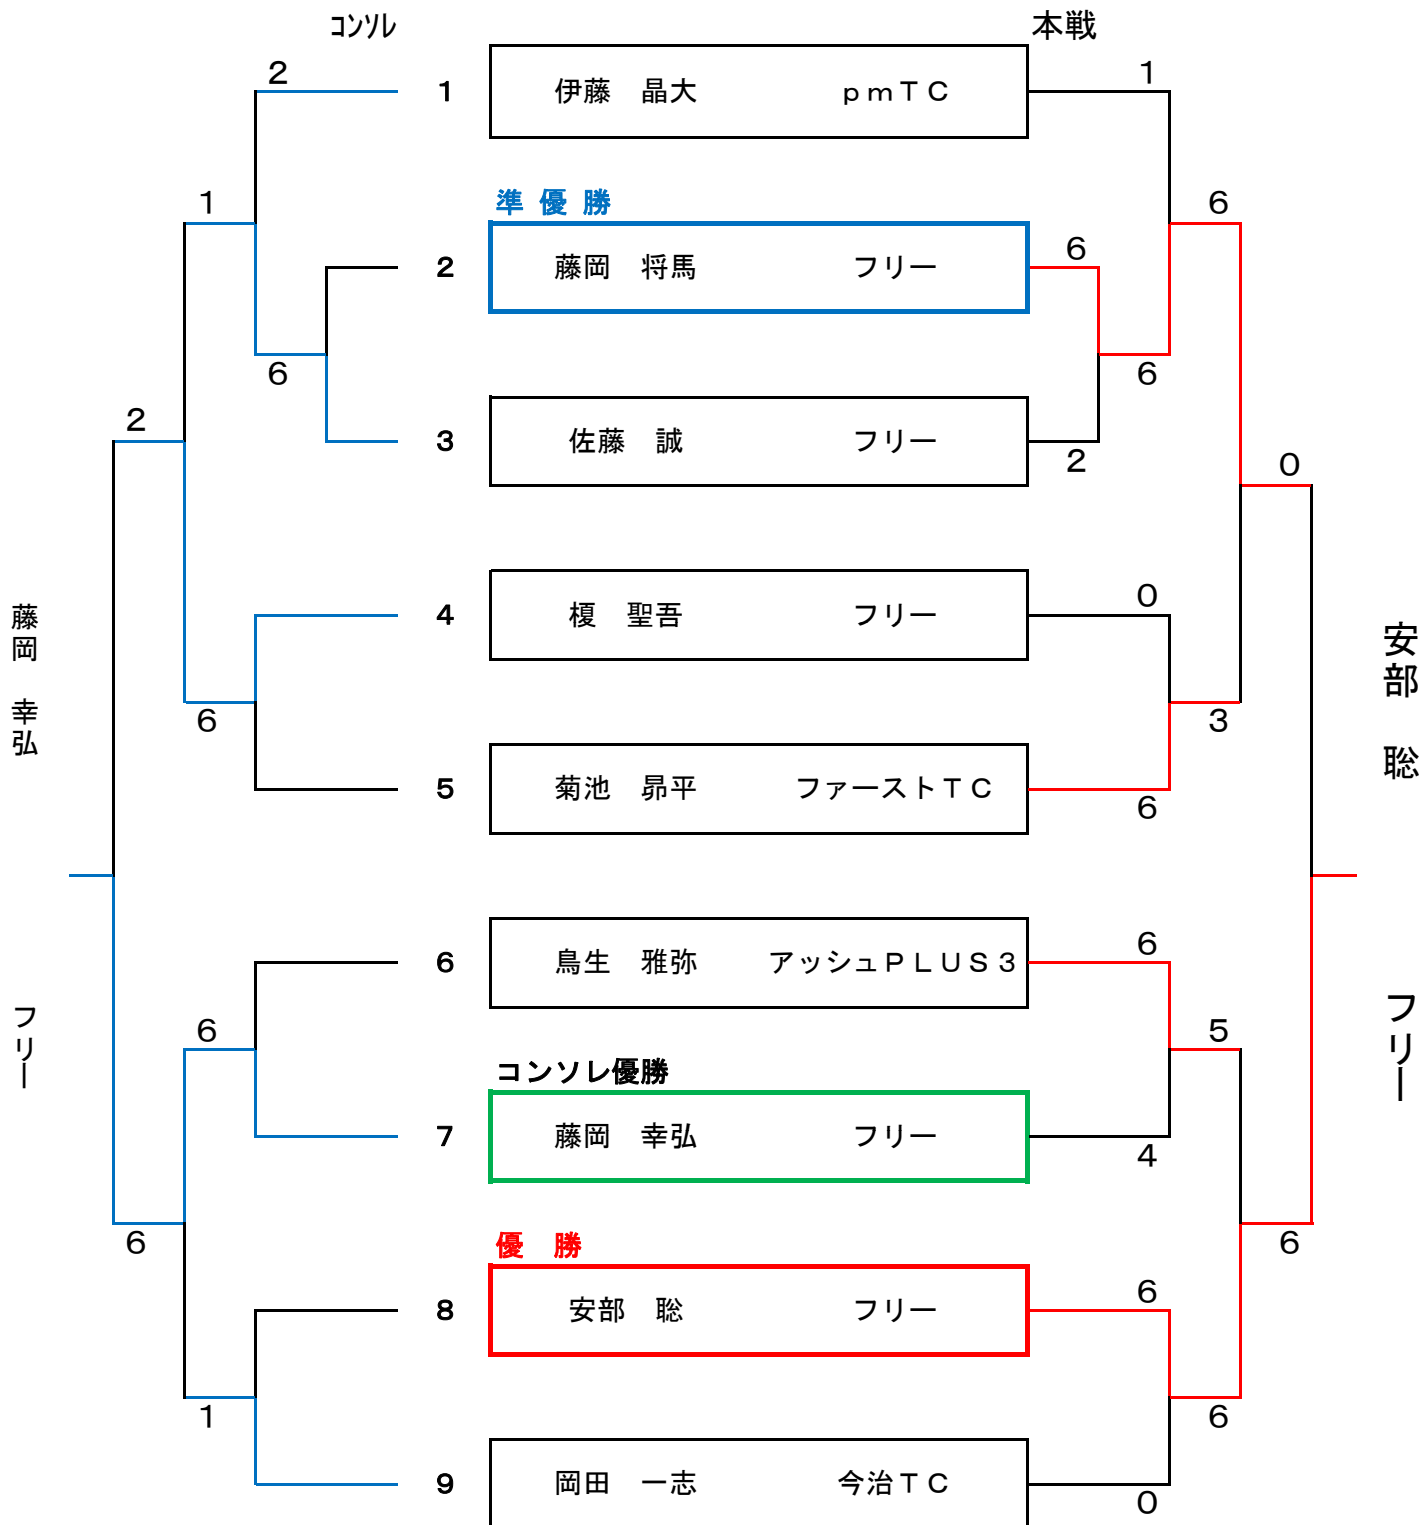 コンソレ 本戦
2 1 伊藤　晶大 ｐｍＴＣ 1
1 準 優 勝 6
2 藤岡　将馬 フリー 6
6 6
2 3 佐藤　誠 フリー 2
0
4 榎　聖吾 フリー 0
6 3
5 菊池　昴平 ファーストＴＣ 6
藤岡　幸弘
フリー
安部　聡
フリー
6 鳥生　雅弥 アッシュＰＬＵＳ３ 6
6 コンソレ優勝 5
7 藤岡　幸弘 フリー 4
6 優　勝 6
8 安部　聡 フリー 6
1 6
9 岡田　一志 今治ＴＣ 0